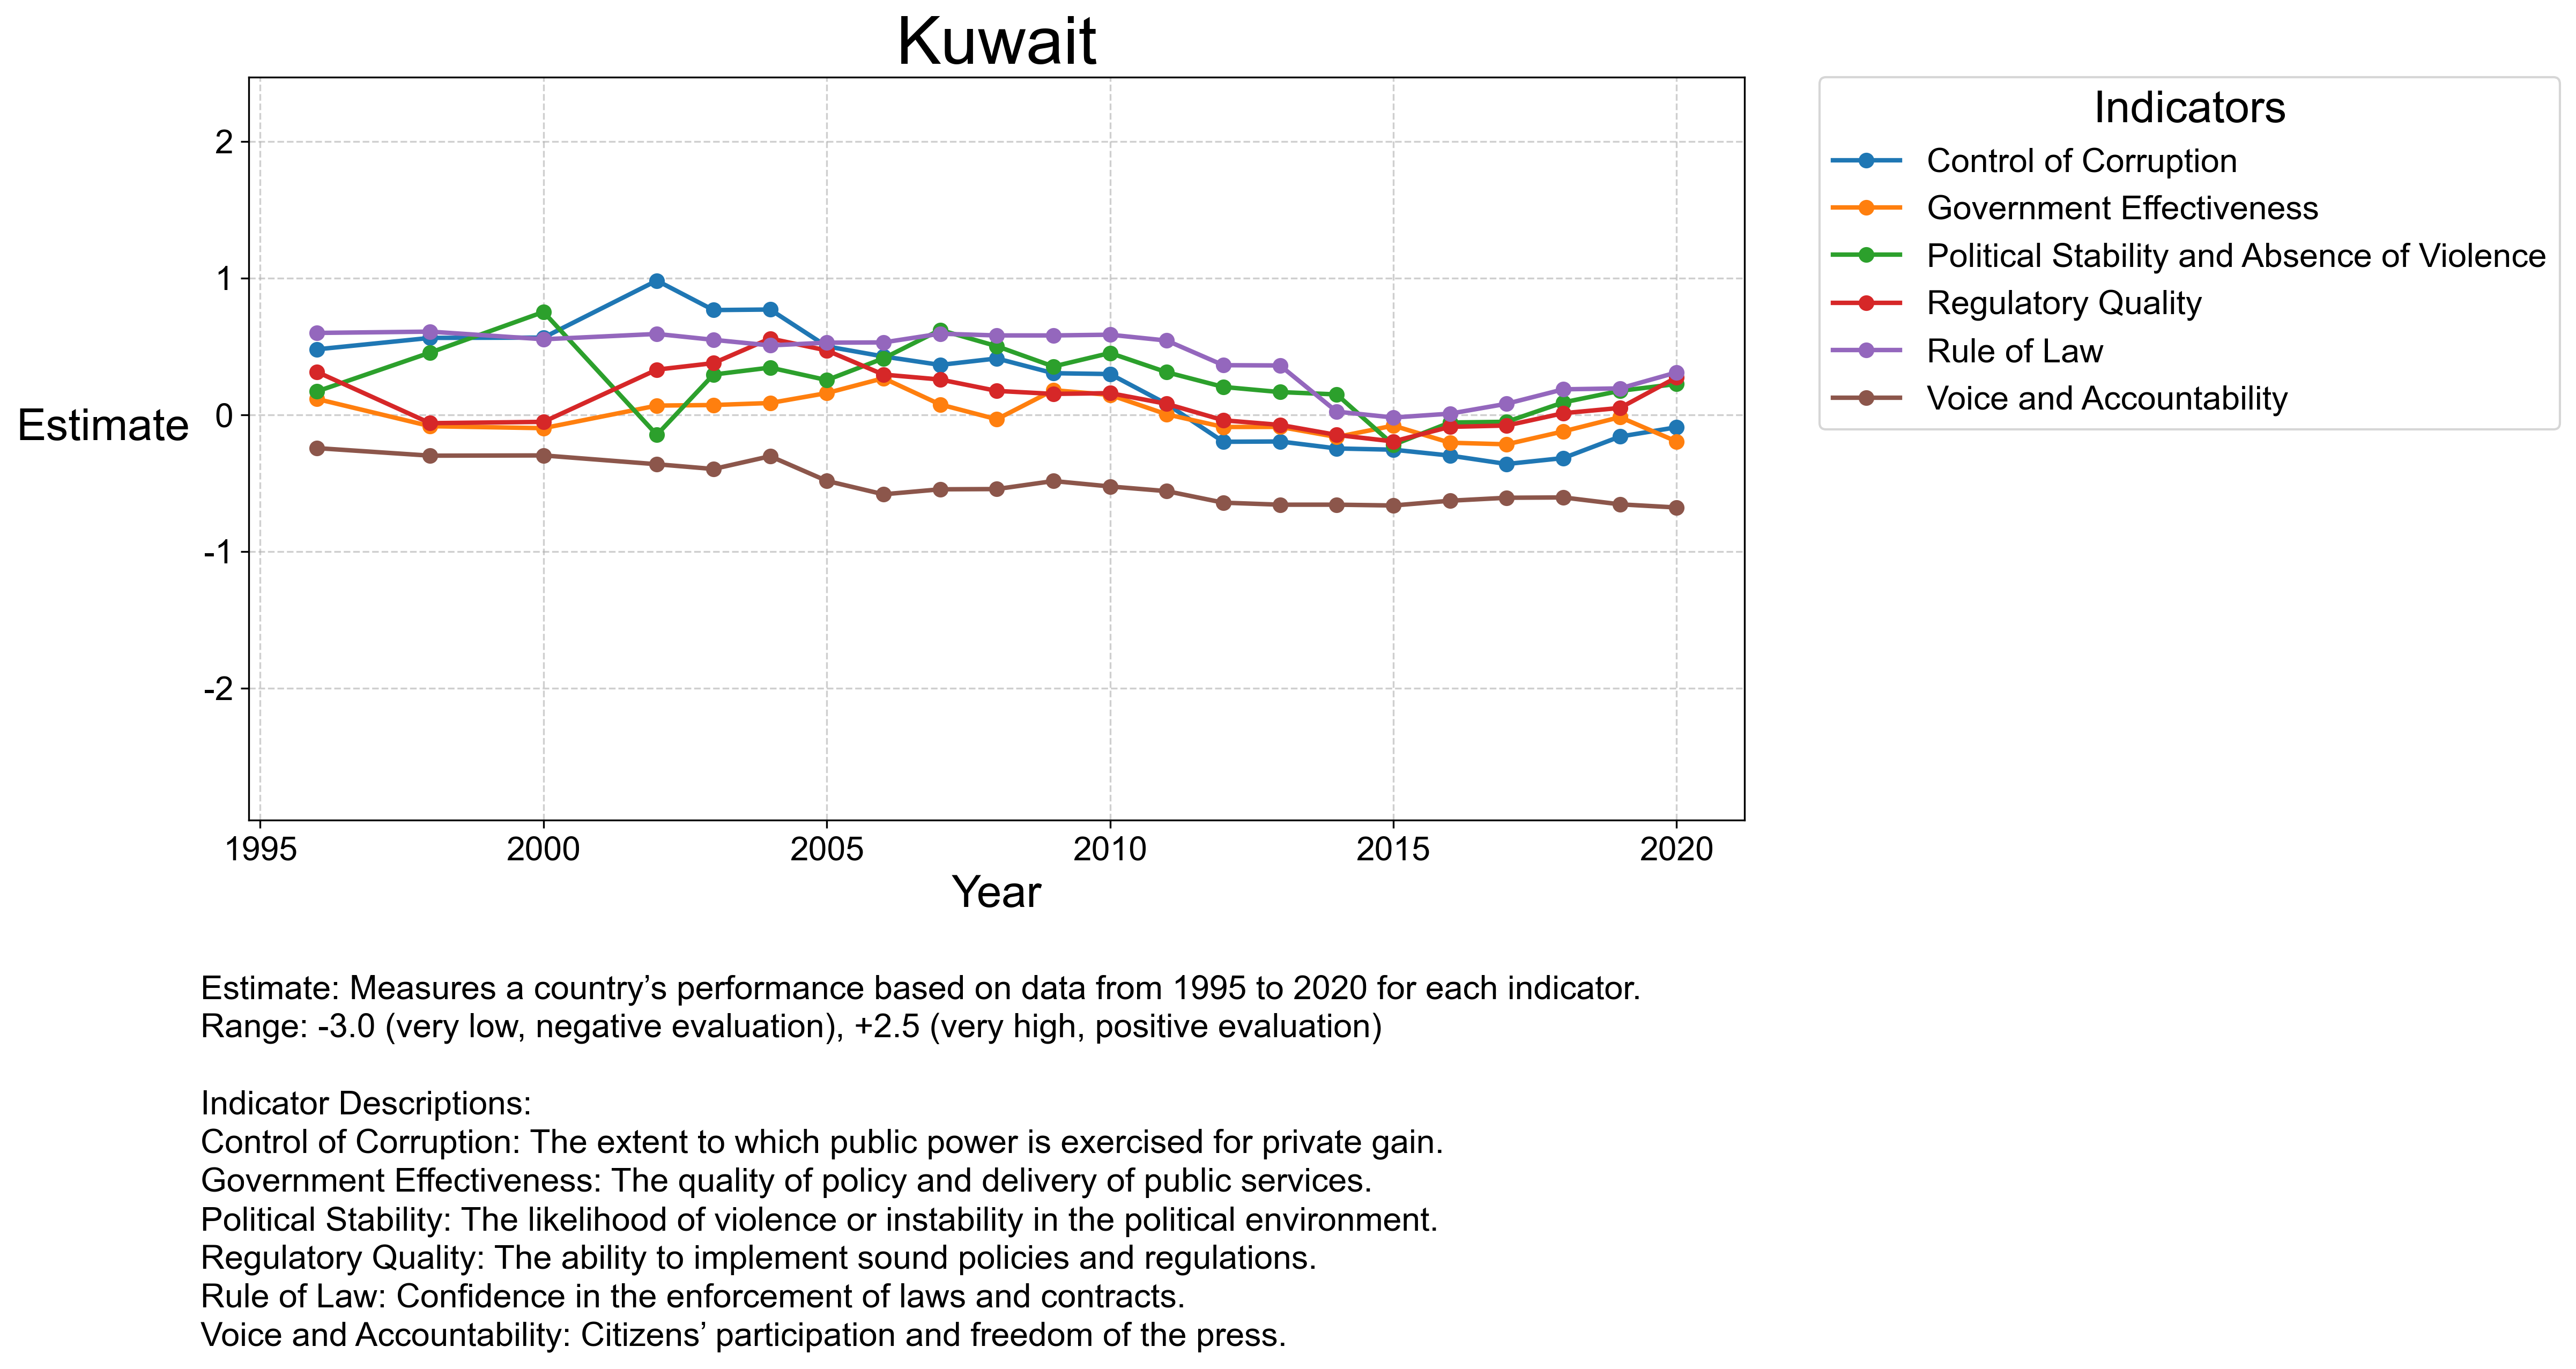 Kuwait
Indicators
Control of Corruption
Government Effectiveness
Political Stability and Absence of Violence
Regulatory Quality
Rule of Law
Voice and Accountability
Estimate
2
1
0
-1
-2
1995 2000 2005 2010 2015 2020
Year
Estimate: Measures a country’s performance based on data from 1995 to 2020 for each indicator.
Range: -3.0 (very low, negative evaluation), +2.5 (very high, positive evaluation)
Indicator Descriptions:
Control of Corruption: The extent to which public power is exercised for private gain.
Government Effectiveness: The quality of policy and delivery of public services.
Political Stability: The likelihood of violence or instability in the political environment.
Regulatory Quality: The ability to implement sound policies and regulations.
Rule of Law: Confidence in the enforcement of laws and contracts.
Voice and Accountability: Citizens’ participation and freedom of the press.